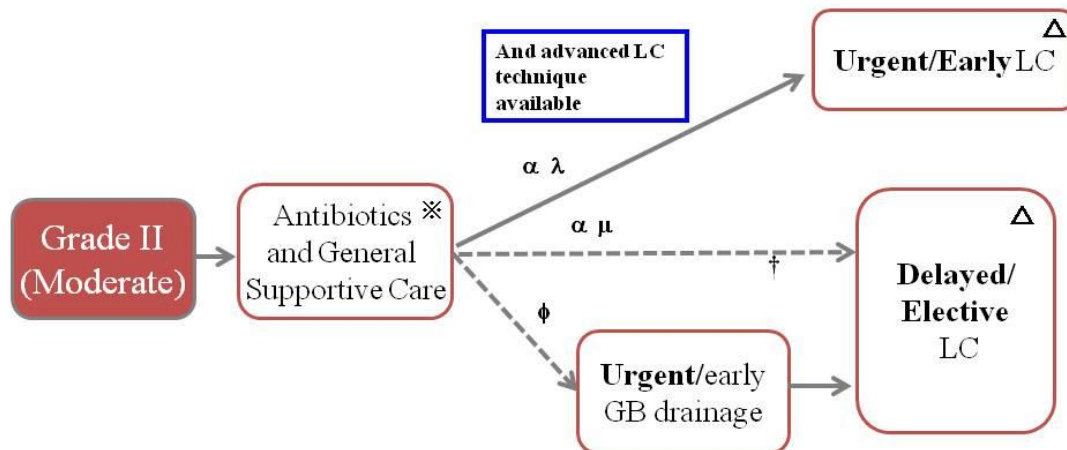 And advanced LC
technique
available
△
Urgent/Early LC
α λ
Grade II
(Moderate)
Antibiotics ※
and General
Supportive Care
α μ
†
△
Delayed/
Elective
LC
ϕ
Urgent/early
GB drainage